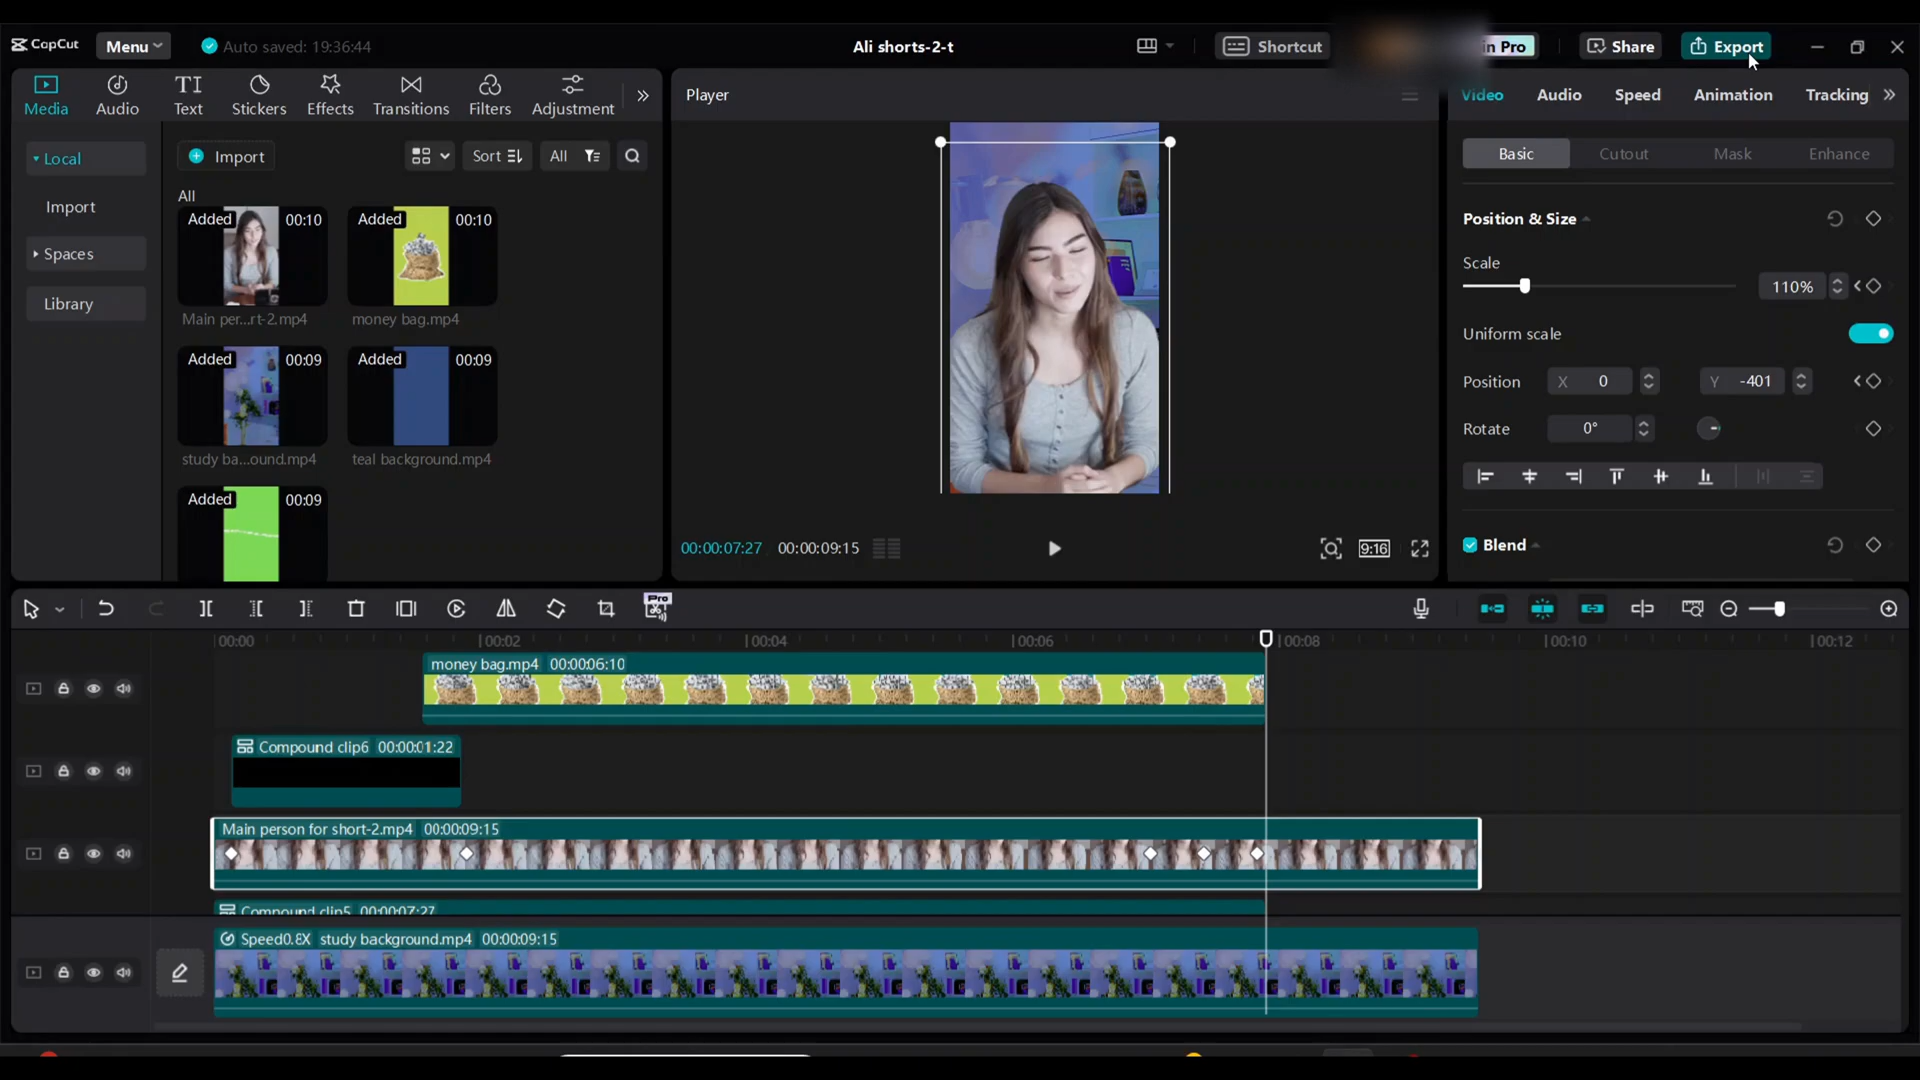 CapCut
Menu
Auto saved: 19:36:44
Ali shorts-2-t
Shortcut
in Pro
Share
Export
Media
Audio
Text
Stickers
Effects
Transitions
Filters
Adjustment
Local
Import
Spaces
Library
Import
Sort
All
All
Added 00:10
Main per...rt-2.mp4
Added 00:10
money bag.mp4
Added 00:09
study ba...ound.mp4
Added 00:09
teal background.mp4
Added 00:09
Player
00:00:07:27
00:00:09:15
9:16
Video
Audio
Speed
Animation
Tracking
Basic
Cutout
Mask
Enhance
Position & Size
Scale
110%
Uniform scale
Position
X 0
Y -401
Rotate
0°
Blend
Pro
00:00
00:02
00:04
00:06
00:08
00:10
00:12
money bag.mp4 00:00:06:10
Compound clip6 00:00:01:22
Main person for short-2.mp4 00:00:09:15
Compound clip5 00:00:07:27
Speed0.8X study background.mp4 00:00:09:15